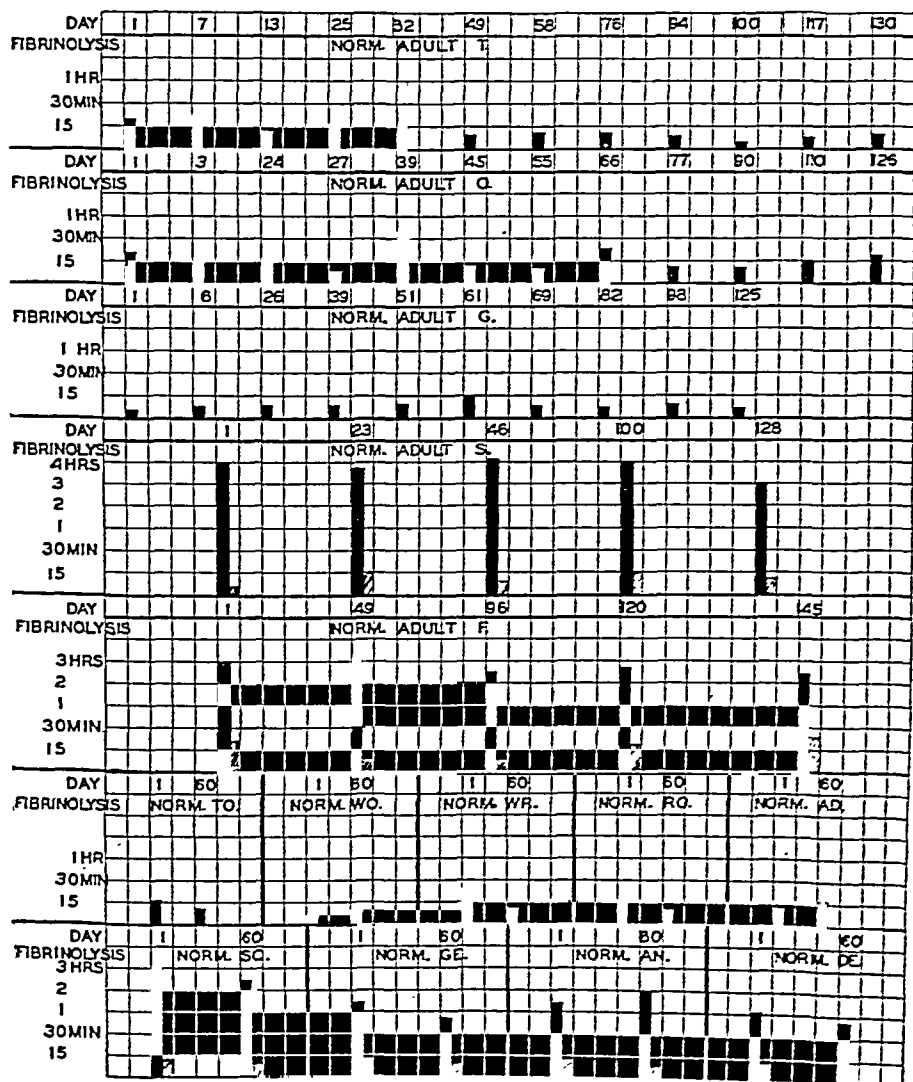 DAY 1 7 13 25 32 49 58 76 94 100 117 130
FIBRINOLYSIS NORM. ADULT T.
1 HR
30 MIN
15
DAY 1 3 24 27 39 45 55 66 77 90 110 126
FIBRINOLYSIS NORM. ADULT O.
1 HR
30 MIN
15
DAY 1 6 26 39 51 61 69 82 98 125
FIBRINOLYSIS NORM. ADULT G.
1 HR
30 MIN
15
DAY 1 23 46 100 128
FIBRINOLYSIS NORM. ADULT S.
4 HRS
3
2
1
30 MIN
15
DAY 1 49 96 120 145
FIBRINOLYSIS NORM. ADULT F.
3 HRS
2
1
30 MIN
15
DAY 1 60 1 60 1 60 1 60 1 60
FIBRINOLYSIS NORM. TO. NORM. WO. NORM. WR. NORM. RO. NORM. AD.
1 HR
30 MIN
15
DAY 1 60 1 60 1 60 1 60
FIBRINOLYSIS NORM. SC. NORM. GE. NORM. AN. NORM. DE.
3 HRS
2
1
30 MIN
15